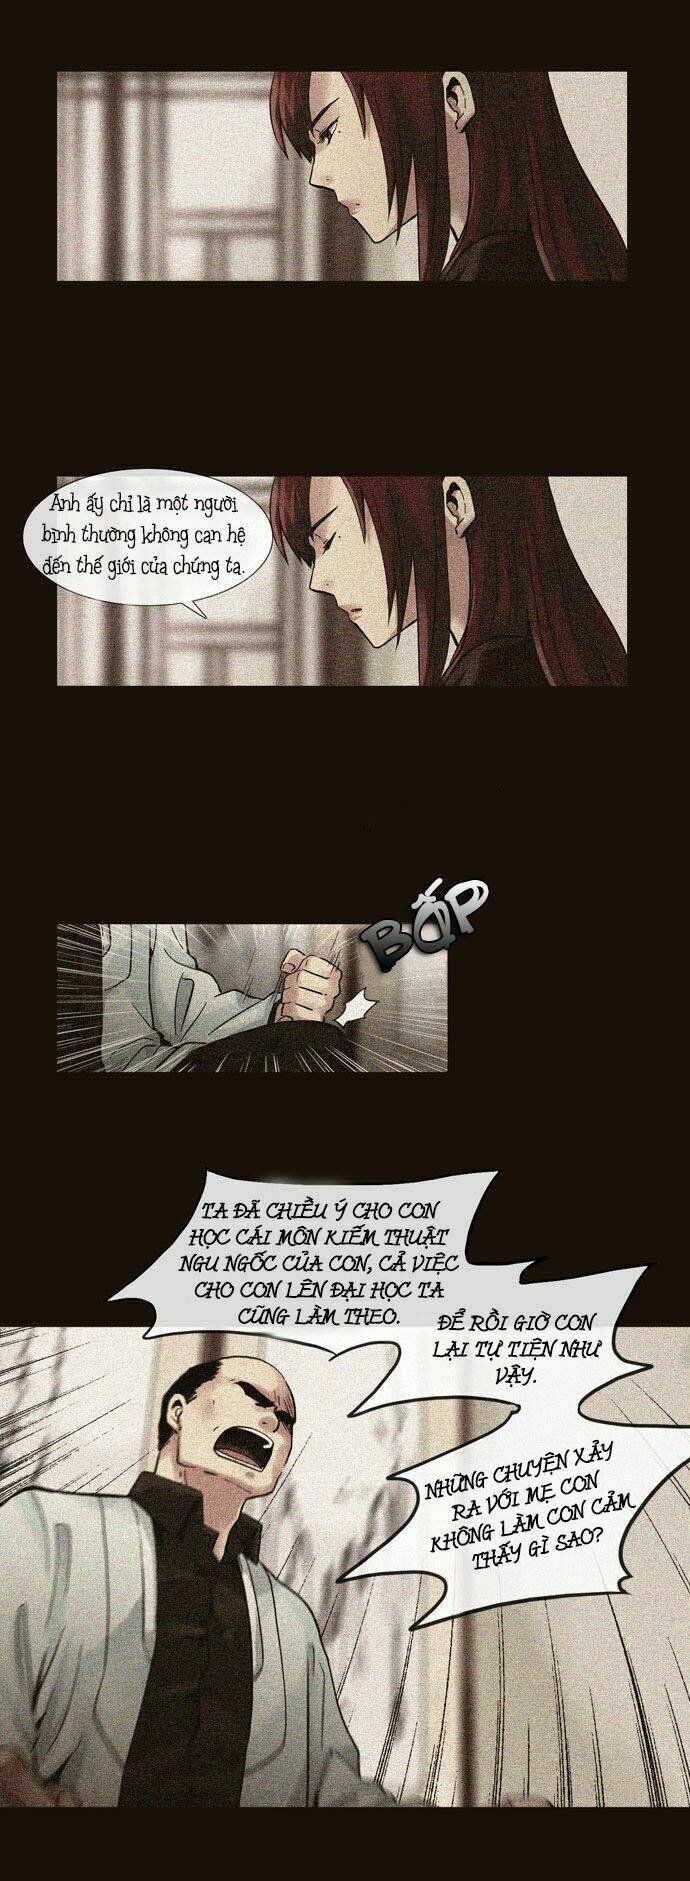 Anh ấy chỉ là một người
bình thường không can hệ
đến thế giới của chúng ta.
BỐP
TA ĐÃ CHIỀU Ý CHO CON
HỌC CÁI MÔN KIẾM THUẬT
NGU NGỐC CỦA CON, CẢ VIỆC
CHO CON LÊN ĐẠI HỌC TA
CŨNG LÀM THEO.
ĐỂ RỒI GIỜ CON
LẠI TỰ TIỆN NHƯ
VẬY.
NHỮNG CHUYỆN XẢY
RA VỚI MẸ CON
KHÔNG LÀM CON CẢM
THẤY GÌ SAO?